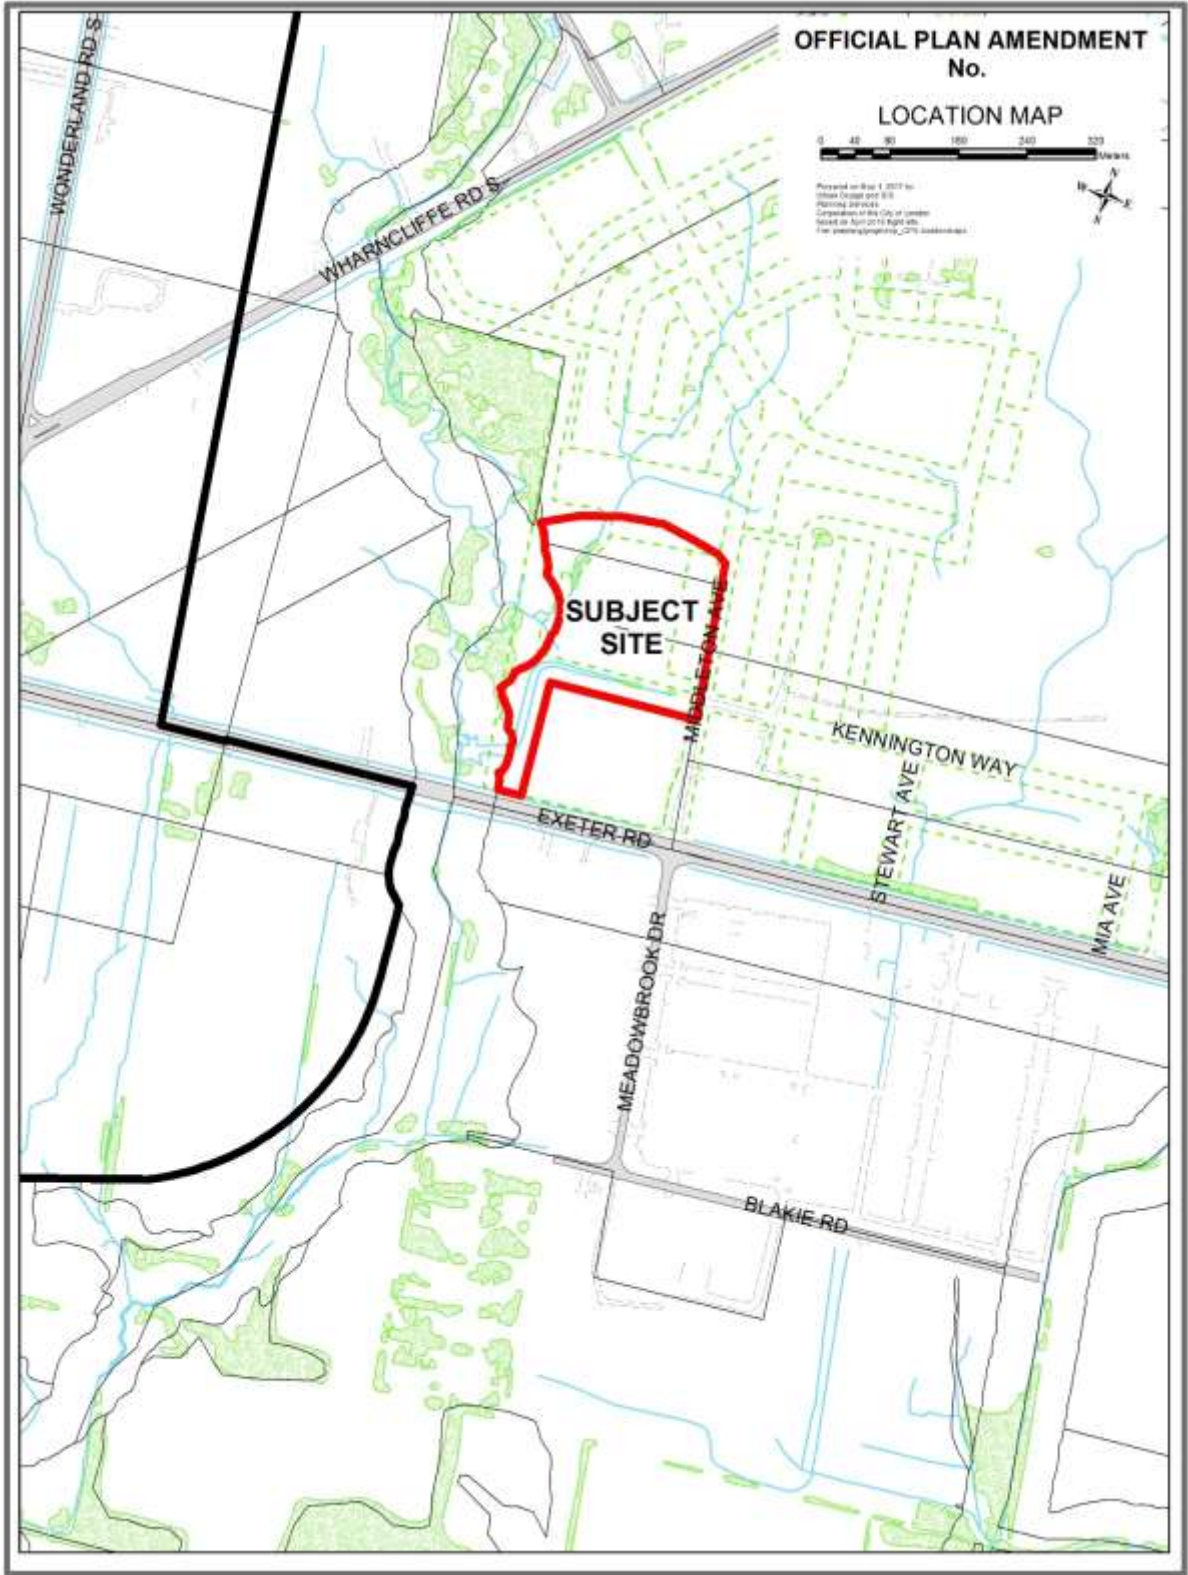 OFFICIAL PLAN AMENDMENT
No.
LOCATION MAP
0 40 80 160 240 320
Meters
N
W E
S
WONDERLAND RD S
WHARNCLIFFE RD S
SUBJECT
SITE
MIDDLETON AVE
KENNINGTON WAY
EXETER RD
STEWART AVE
MIA AVE
MEADOWBROOK DR
BLAKIE RD